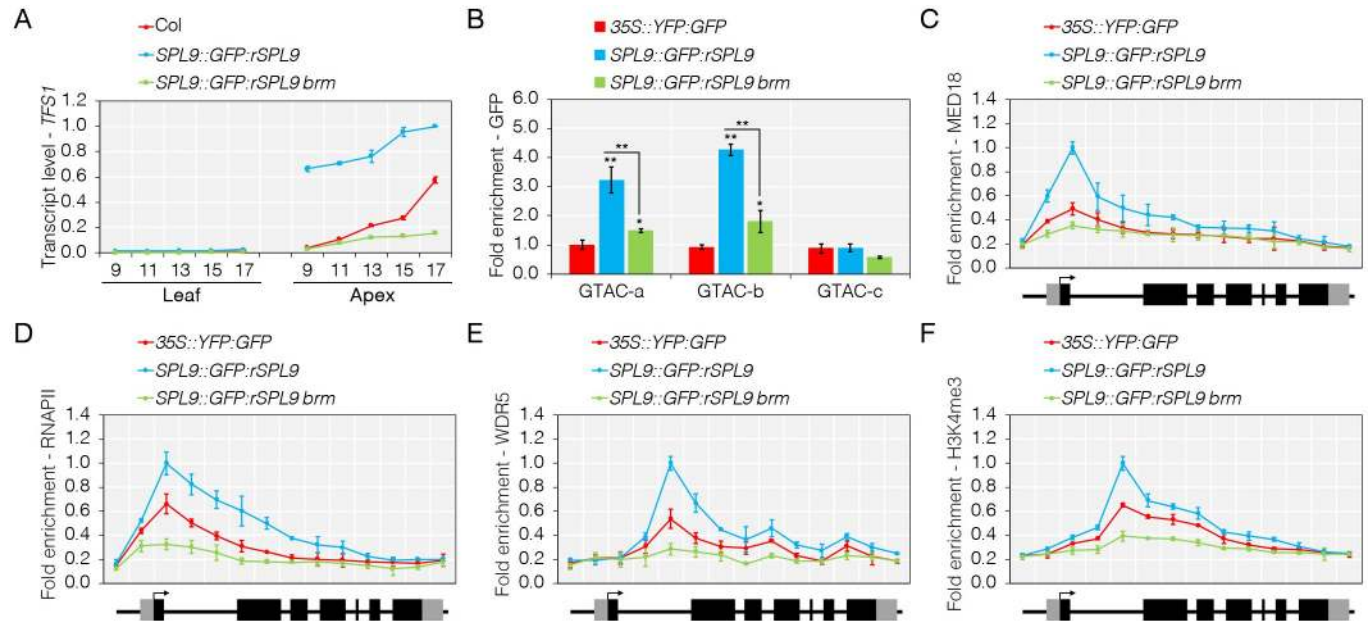 A
Col
SPL9::GFP:rSPL9
SPL9::GFP:rSPL9 brm
Transcript level - TFS1
1.2
1.0
0.8
0.6
0.4
0.2
0.0
9 11 13 15 17 9 11 13 15 17
Leaf Apex
B
35S::YFP:GFP
SPL9::GFP:rSPL9
SPL9::GFP:rSPL9 brm
Fold enrichment - GFP
6.0
5.0
4.0
3.0
2.0
1.0
0.0
** ** * ** ** *
GTAC-a GTAC-b GTAC-c
C
35S::YFP:GFP
SPL9::GFP:rSPL9
SPL9::GFP:rSPL9 brm
Fold enrichment - MED18
1.4
1.2
1.0
0.8
0.6
0.4
0.2
0.0
D
35S::YFP:GFP
SPL9::GFP:rSPL9
SPL9::GFP:rSPL9 brm
Fold enrichment - RNAPII
1.4
1.2
1.0
0.8
0.6
0.4
0.2
0.0
E
35S::YFP:GFP
SPL9::GFP:rSPL9
SPL9::GFP:rSPL9 brm
Fold enrichment - WDR5
1.4
1.2
1.0
0.8
0.6
0.4
0.2
0.0
F
35S::YFP:GFP
SPL9::GFP:rSPL9
SPL9::GFP:rSPL9 brm
Fold enrichment - H3K4me3
1.4
1.2
1.0
0.8
0.6
0.4
0.2
0.0